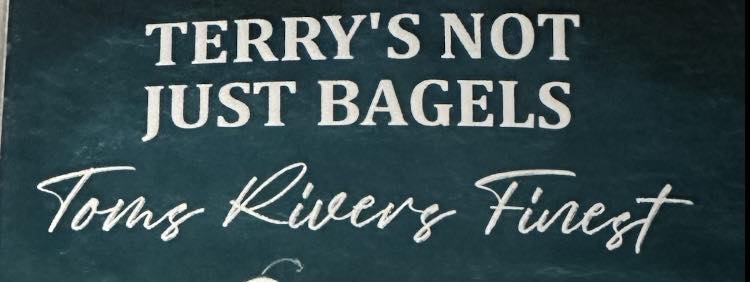 TERRY'S NOT
JUST BAGELS
Toms Rivers Finest